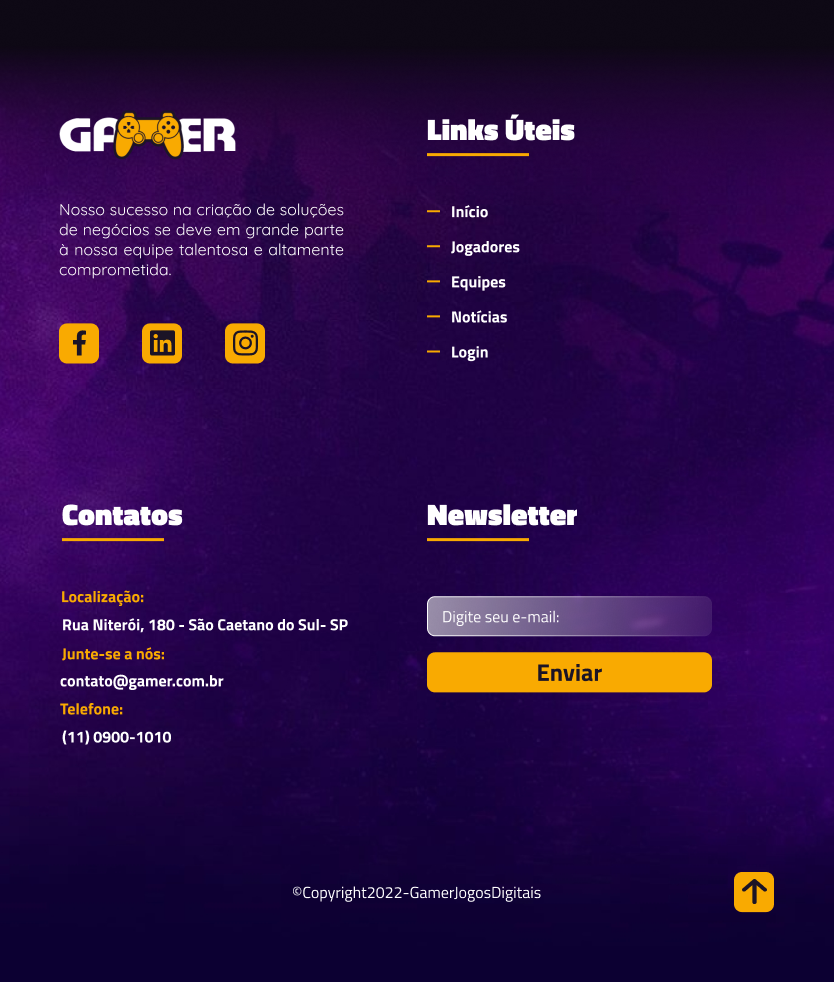 GAMER
Nosso sucesso na criação de soluções
de negócios se deve em grande parte
à nossa equipe talentosa e altamente
comprometida.
Links Úteis
Início
Jogadores
Equipes
Notícias
Login
Contatos
Localização:
Rua Niterói, 180 - São Caetano do Sul- SP
Junte-se a nós:
contato@gamer.com.br
Telefone:
(11) 0900-1010
Newsletter
Digite seu e-mail:
Enviar
©Copyright2022-GamerJogosDigitais